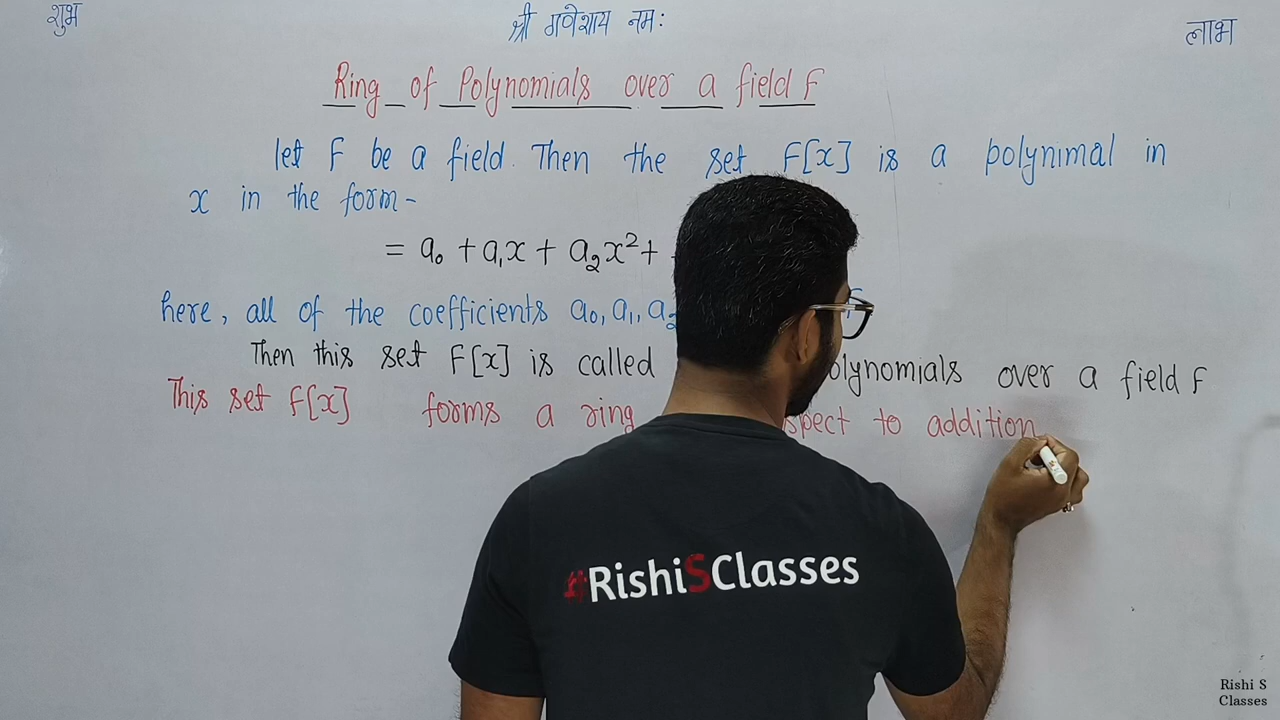 शुभ
श्री गणेशाय नम:
लाभ
Ring of Polynomials over a field F
let F be a field. Then the set F[x] is a polynimal in
x in the form-
= a₀ + a₁x + a₂x² +
here, all of the coefficients a₀, a₁, a₂
Then this set F[x] is called polynomials over a field F
This set F[x] forms a ring spect to addition
#RishiSClasses
Rishi S
Classes